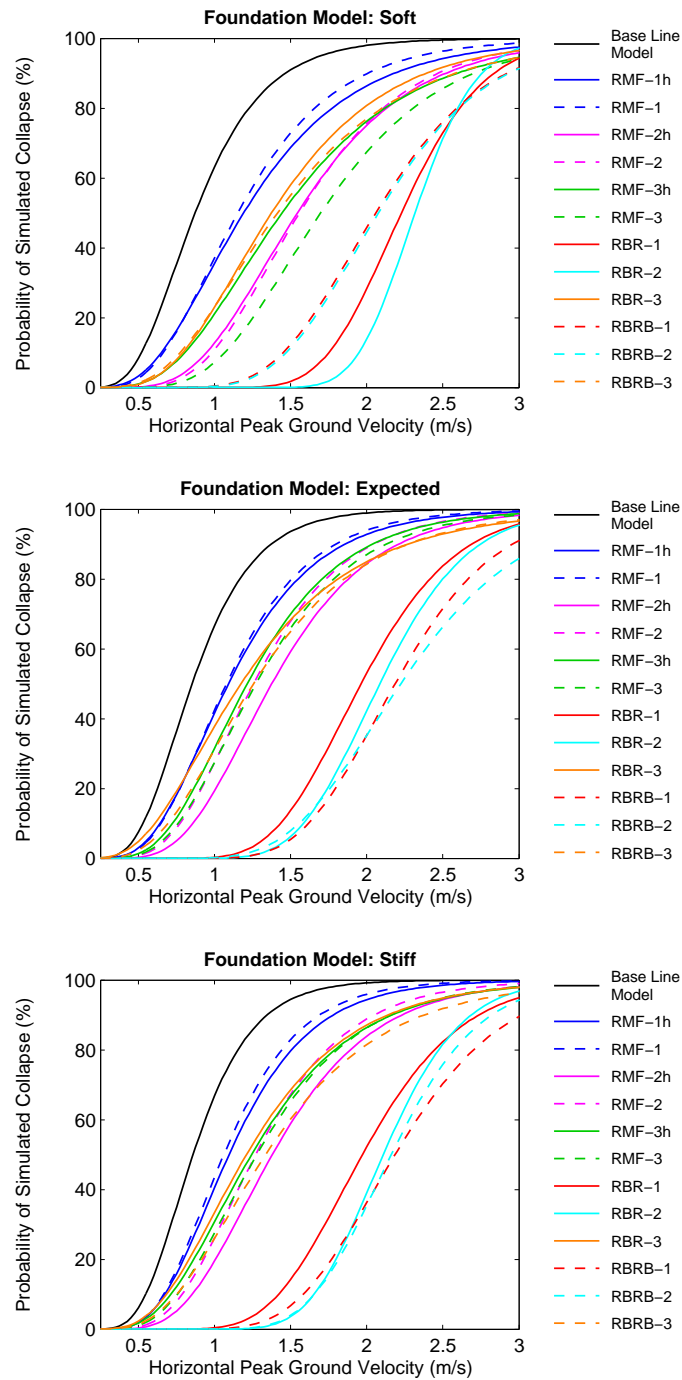 Foundation Model: Soft
Probability of Simulated Collapse (%)
100
80
60
40
20
0
0.5
1
1.5
2
2.5
3
Horizontal Peak Ground Velocity (m/s)
Base Line
Model
RMF−1h
RMF−1
RMF−2h
RMF−2
RMF−3h
RMF−3
RBR−1
RBR−2
RBR−3
RBRB−1
RBRB−2
RBRB−3
Foundation Model: Expected
Probability of Simulated Collapse (%)
100
80
60
40
20
0
0.5
1
1.5
2
2.5
3
Horizontal Peak Ground Velocity (m/s)
Base Line
Model
RMF−1h
RMF−1
RMF−2h
RMF−2
RMF−3h
RMF−3
RBR−1
RBR−2
RBR−3
RBRB−1
RBRB−2
RBRB−3
Foundation Model: Stiff
Probability of Simulated Collapse (%)
100
80
60
40
20
0
0.5
1
1.5
2
2.5
3
Horizontal Peak Ground Velocity (m/s)
Base Line
Model
RMF−1h
RMF−1
RMF−2h
RMF−2
RMF−3h
RMF−3
RBR−1
RBR−2
RBR−3
RBRB−1
RBRB−2
RBRB−3